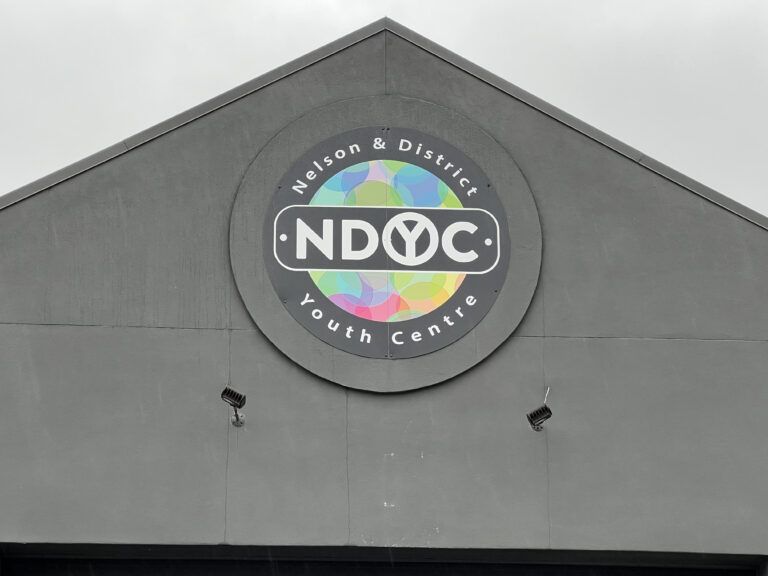 Nelson & District
• NDYC •
Youth Centre